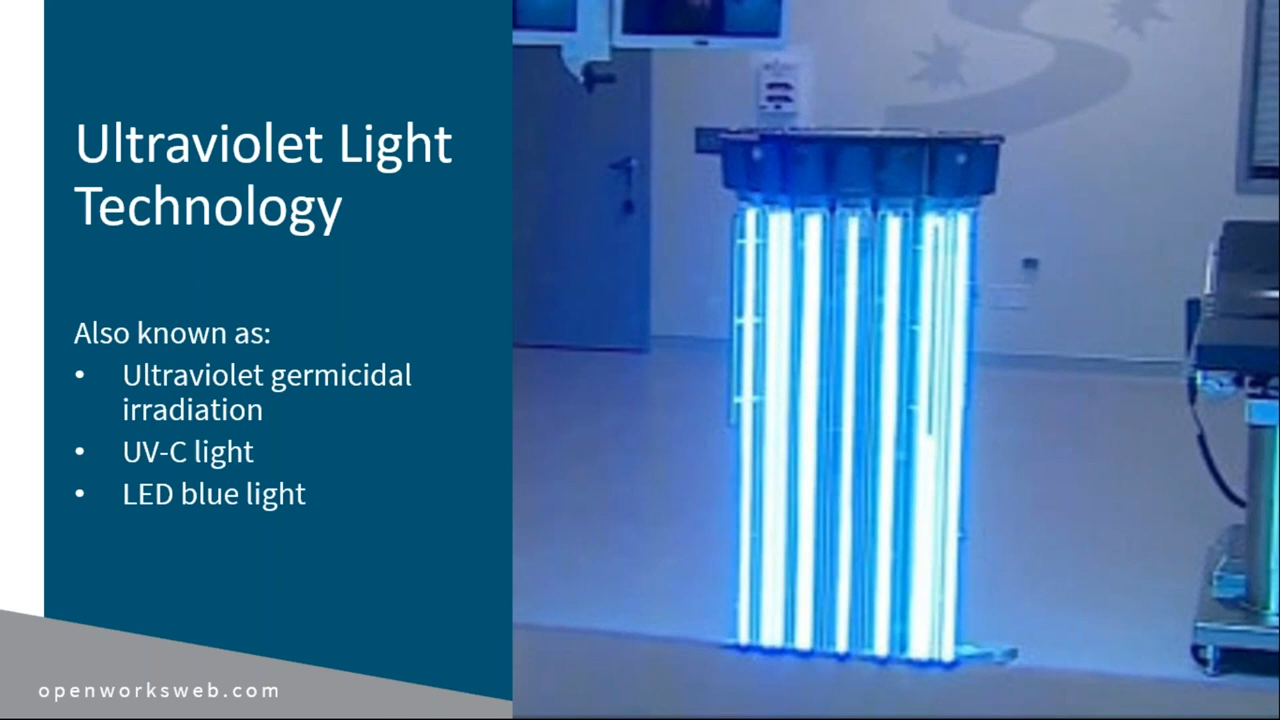 Ultraviolet Light
Technology
Also known as:
• Ultraviolet germicidal
irradiation
• UV-C light
• LED blue light
openworksweb.com